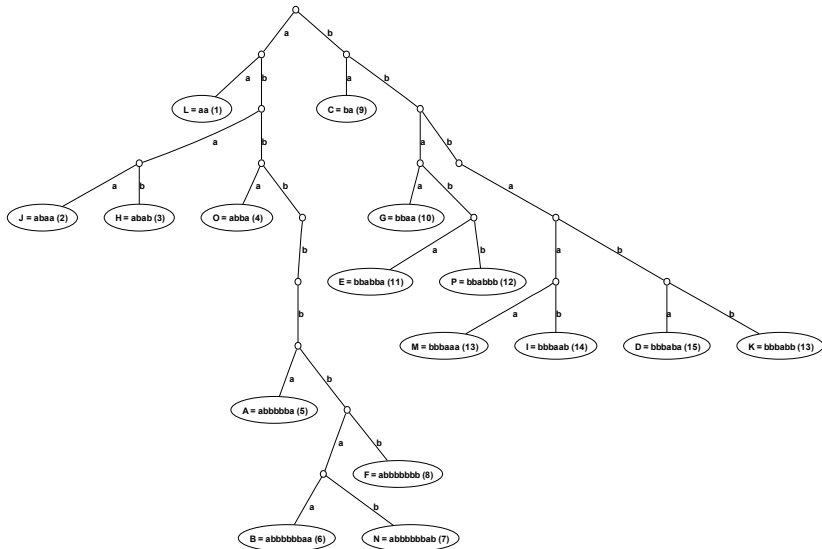 a b
a b a b
L = aa (1) C = ba (9)
a b a b
a b a b a b a
J = abaa (2) H = abab (3) O = abba (4) G = bbaa (10)
b a b a b
E = bbabba (11) P = bbabbb (12)
b a b a b
M = bbbaaa (13) I = bbbaab (14) D = bbbaba (15) K = bbbabb (13)
a b
A = abbbbba (5)
a b
F = abbbbbbb (8)
a b
B = abbbbbbaa (6) N = abbbbbbab (7)